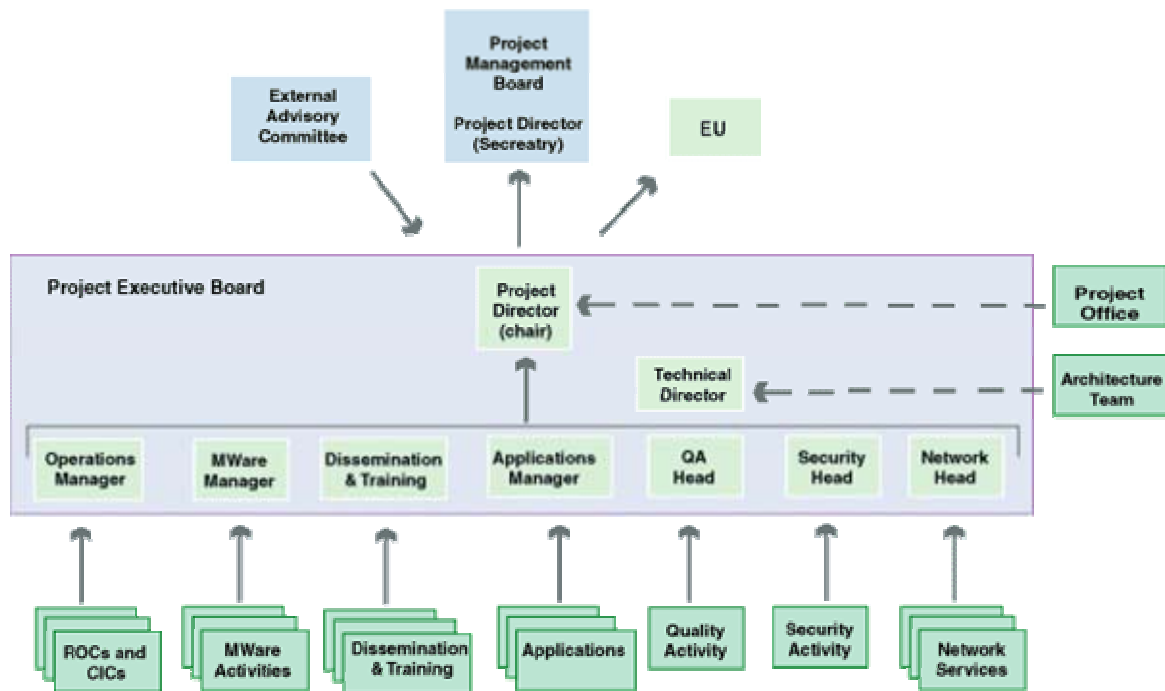 Project
Management
Board
Project Director
(Secreatry)
External
Advisory
Committee
EU
Project Executive Board
Project
Director
(chair)
Project
Office
Technical
Director
Architecture
Team
Operations
Manager
MWare
Manager
Dissemination
& Training
Applications
Manager
QA
Head
Security
Head
Network
Head
ROCs and
CICs
MWare
Activities
Dissemination
& Training
Applications
Quality
Activity
Security
Activity
Network
Services